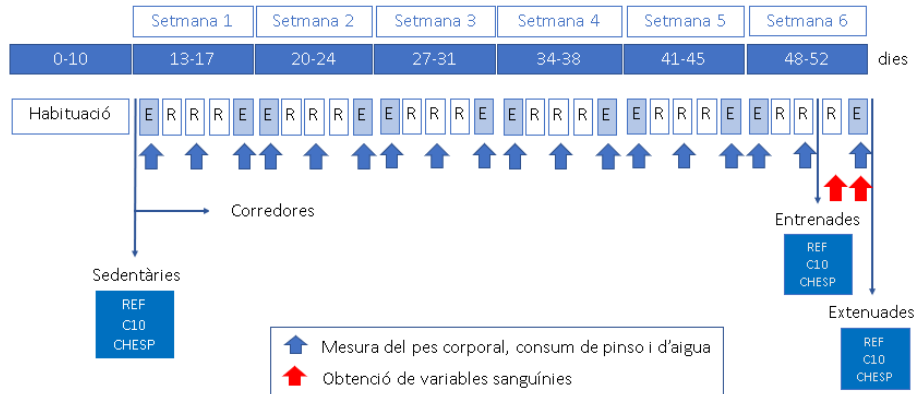 Setmana 1 Setmana 2 Setmana 3 Setmana 4 Setmana 5 Setmana 6
0-10 13-17 20-24 27-31 34-38 41-45 48-52 dies
Habituació E R R R E E R R R E E R R R E E R R R E E R R R E E R R R E
Corredores
Entrenades
Sedentàries
REF
C10
CHESP
REF
C10
CHESP
Extenuades
REF
C10
CHESP
Mesura del pes corporal, consum de pinso i d'aigua
Obtenció de variables sanguínies